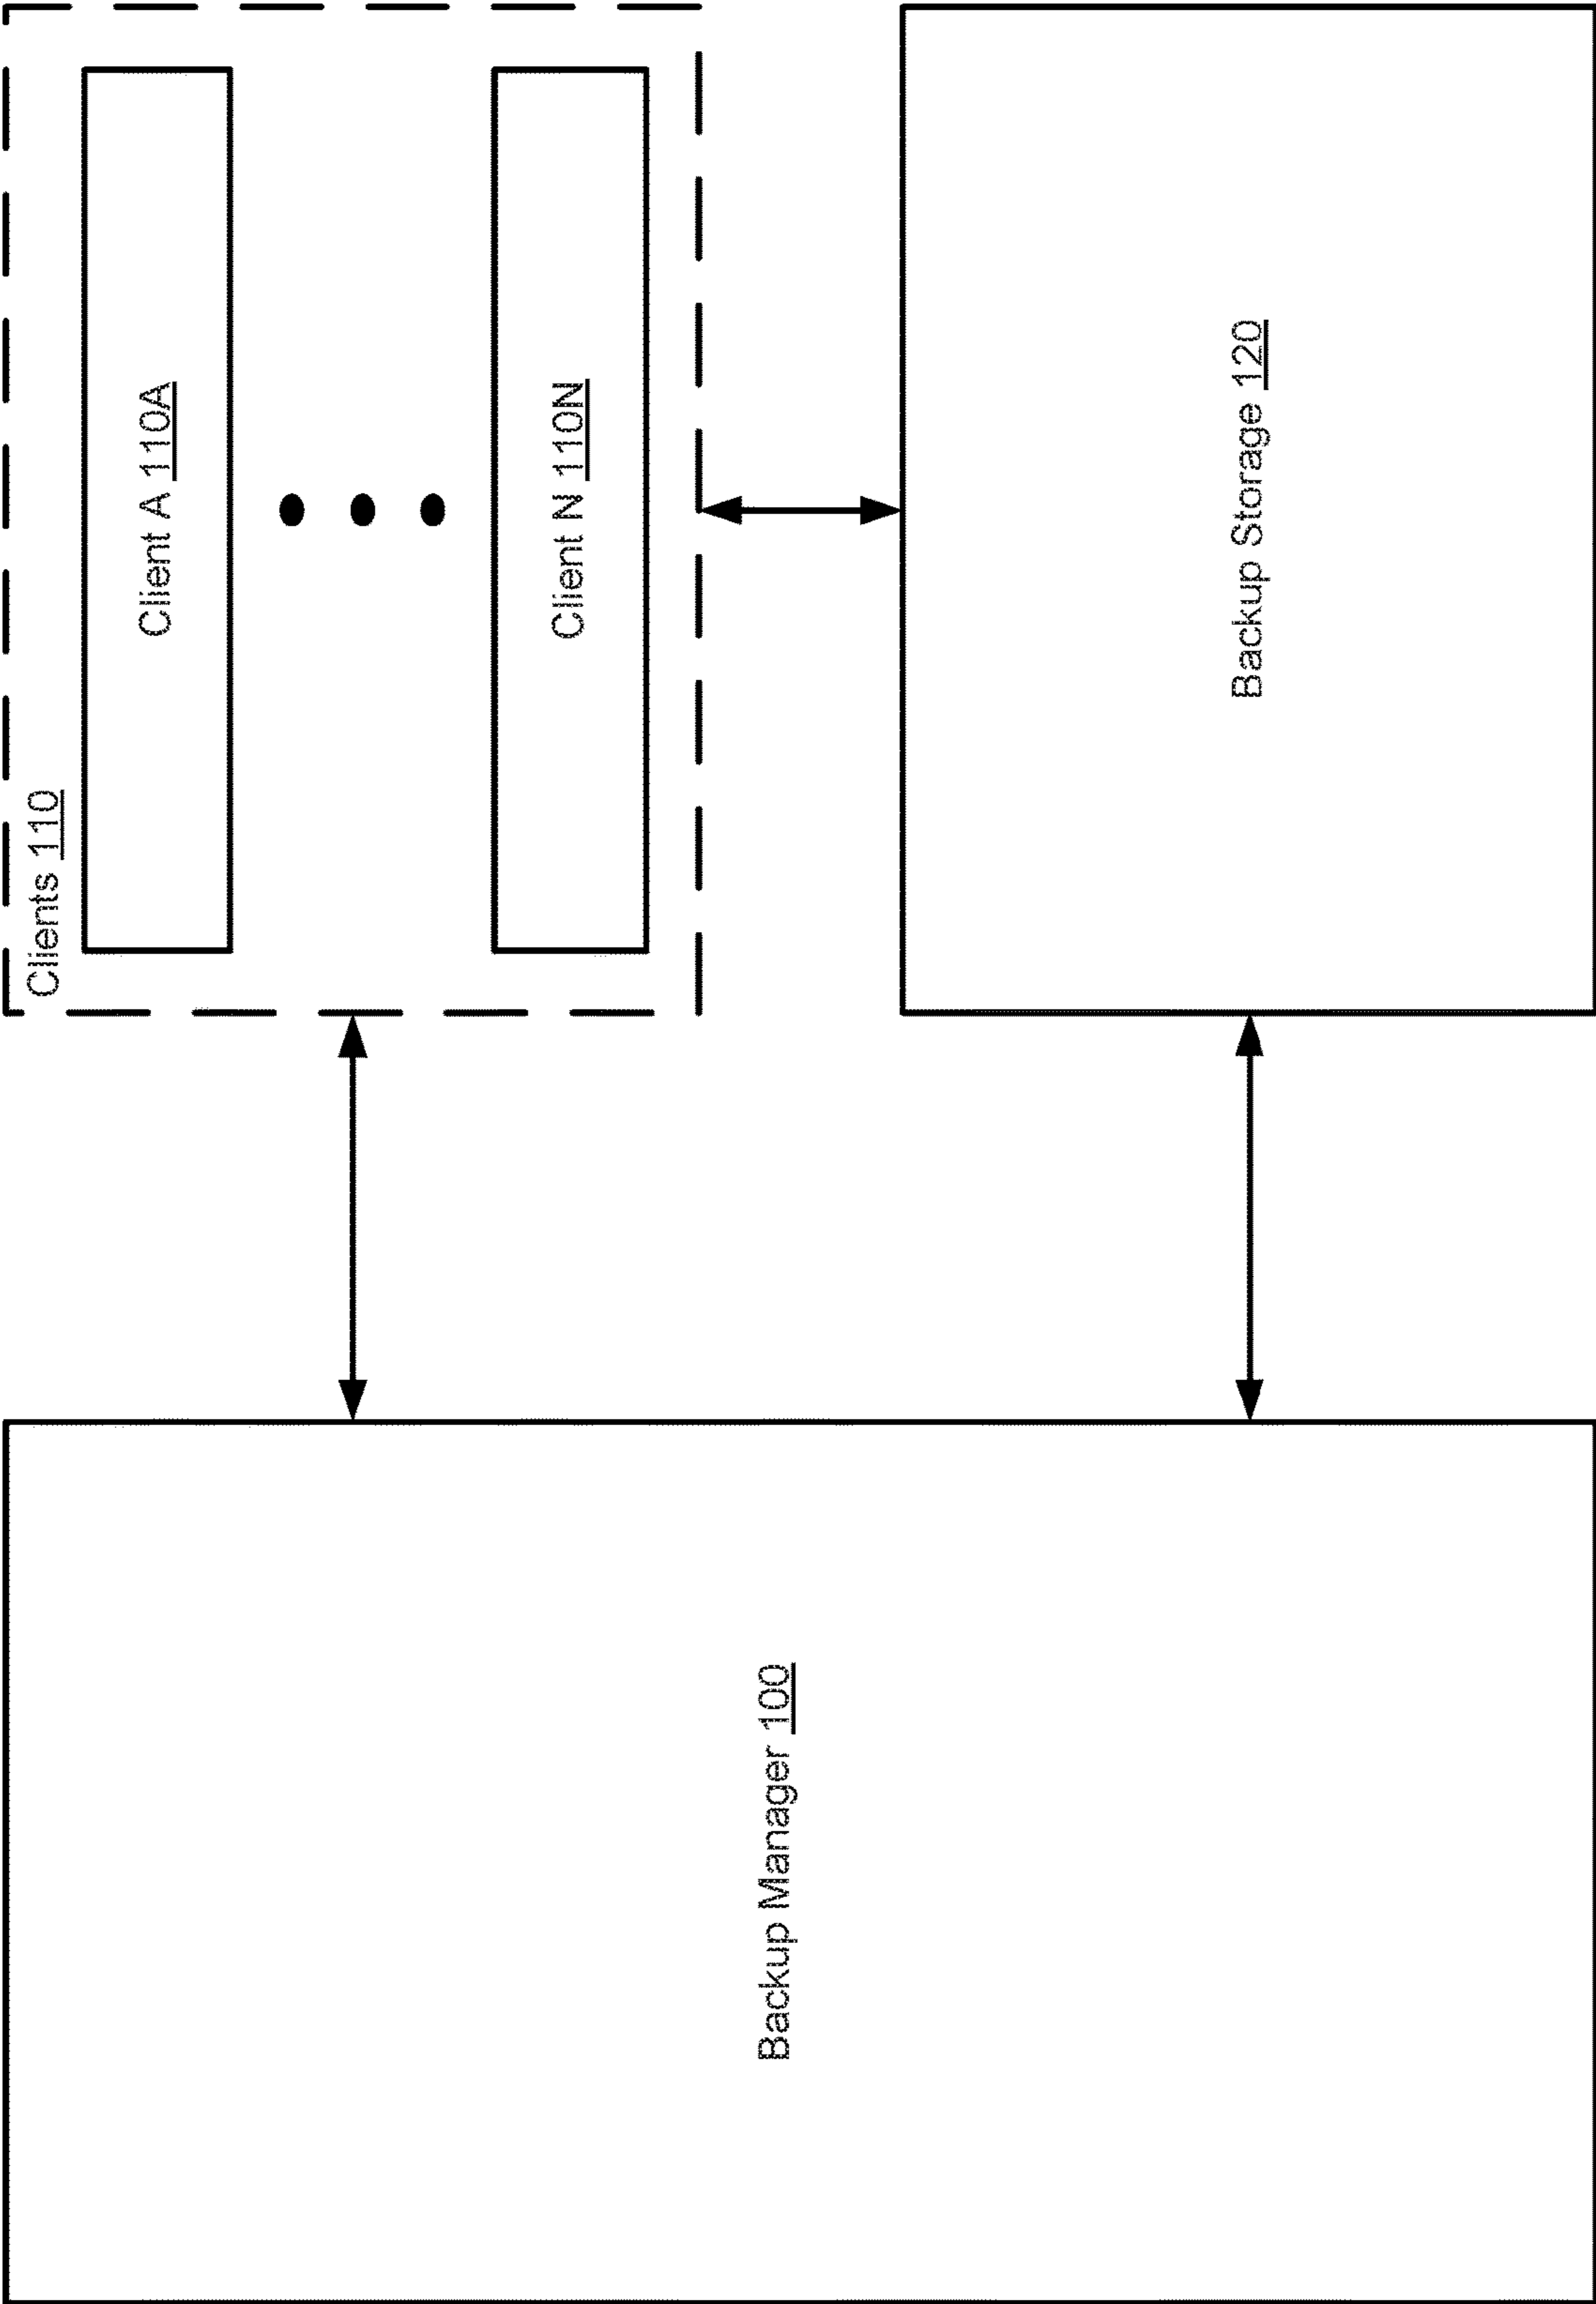 Backup Manager 100
Clients 110
Client A 110A
Client N 110N
Backup Storage 120